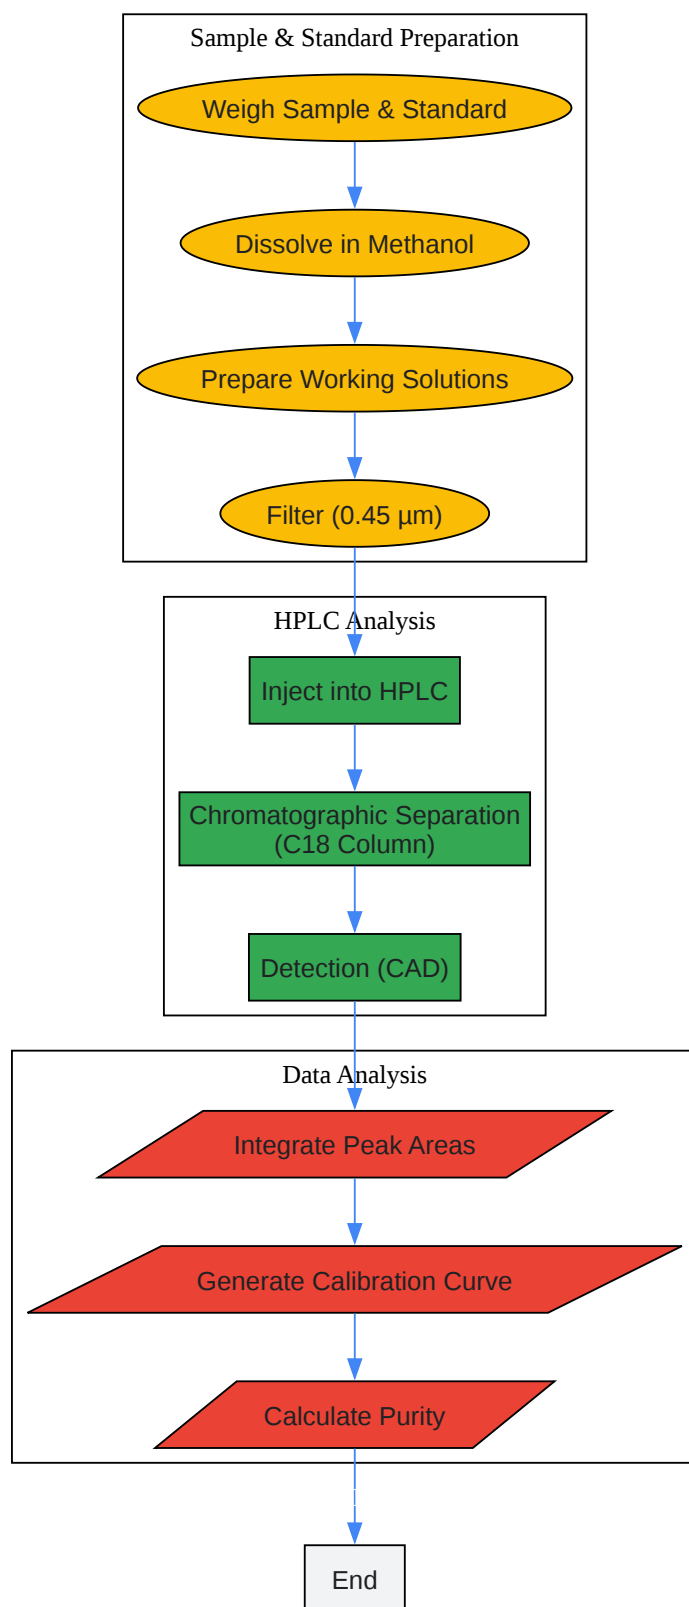 Sample & Standard Preparation
Weigh Sample & Standard
Dissolve in Methanol
Prepare Working Solutions
Filter (0.45 µm)
HPLC Analysis
Inject into HPLC
Chromatographic Separation
(C18 Column)
Detection (CAD)
Data Analysis
Integrate Peak Areas
Generate Calibration Curve
Calculate Purity
End